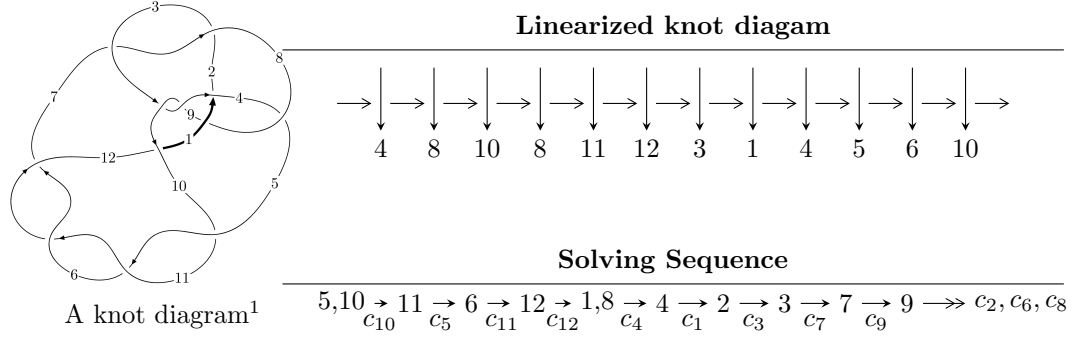 3
8
2
7
4
9
1
12
10
5
6
11
A knot diagram¹
Linearized knot diagam
4 8 10 8 11 12 3 1 4 5 6 10
Solving Sequence
5,10 11 6 12 1,8 4 2 3 7 9 c₂, c₆, c₈
c₁₀ c₅ c₁₁ c₁₂ c₄ c₁ c₃ c₇ c₉